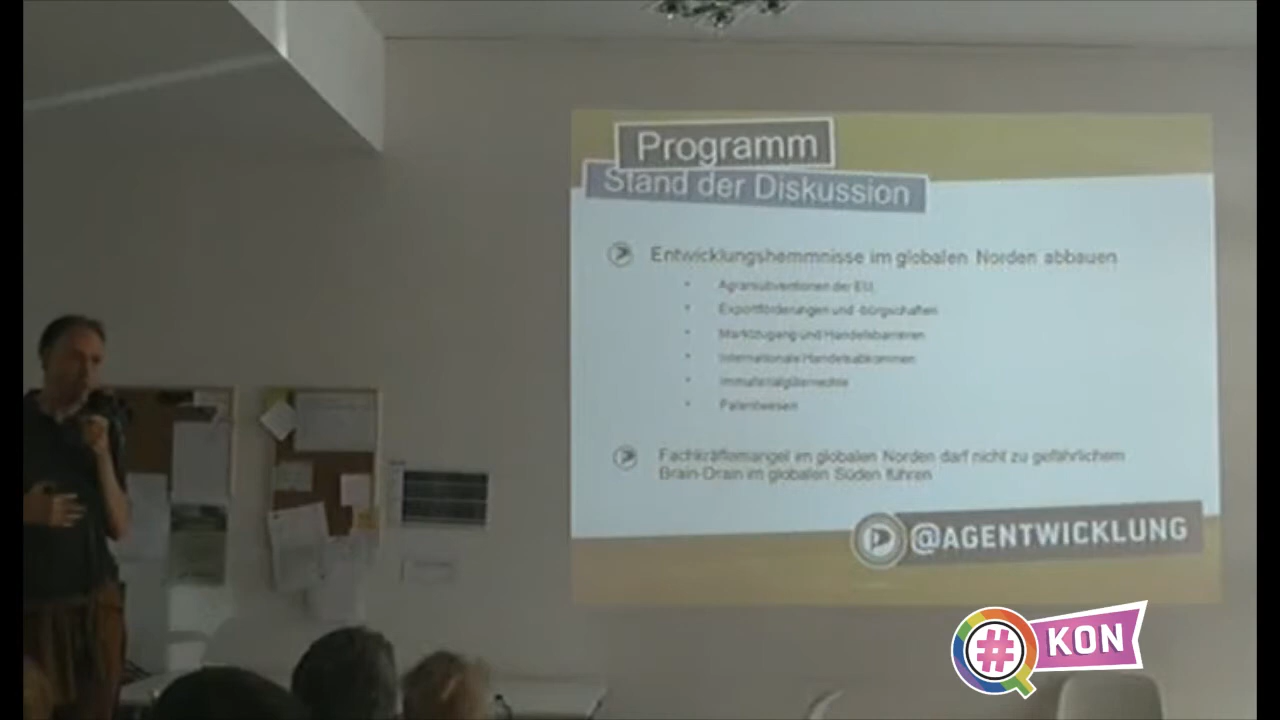 Programm
Stand der Diskussion
Entwicklungshemmnisse im globalen Norden abbauen
Agrarsubventionen der EU,
Exportförderungen und -bürgschaften
Marktzugang und Handelsbarrieren
Internationale Handelsabkommen
Immaterialgüterrechte
Patentwesen
Fachkräftemangel im globalen Norden darf nicht zu gefährlichem
Brain-Drain im globalen Süden führen
@AGENTWICKLUNG
# KON